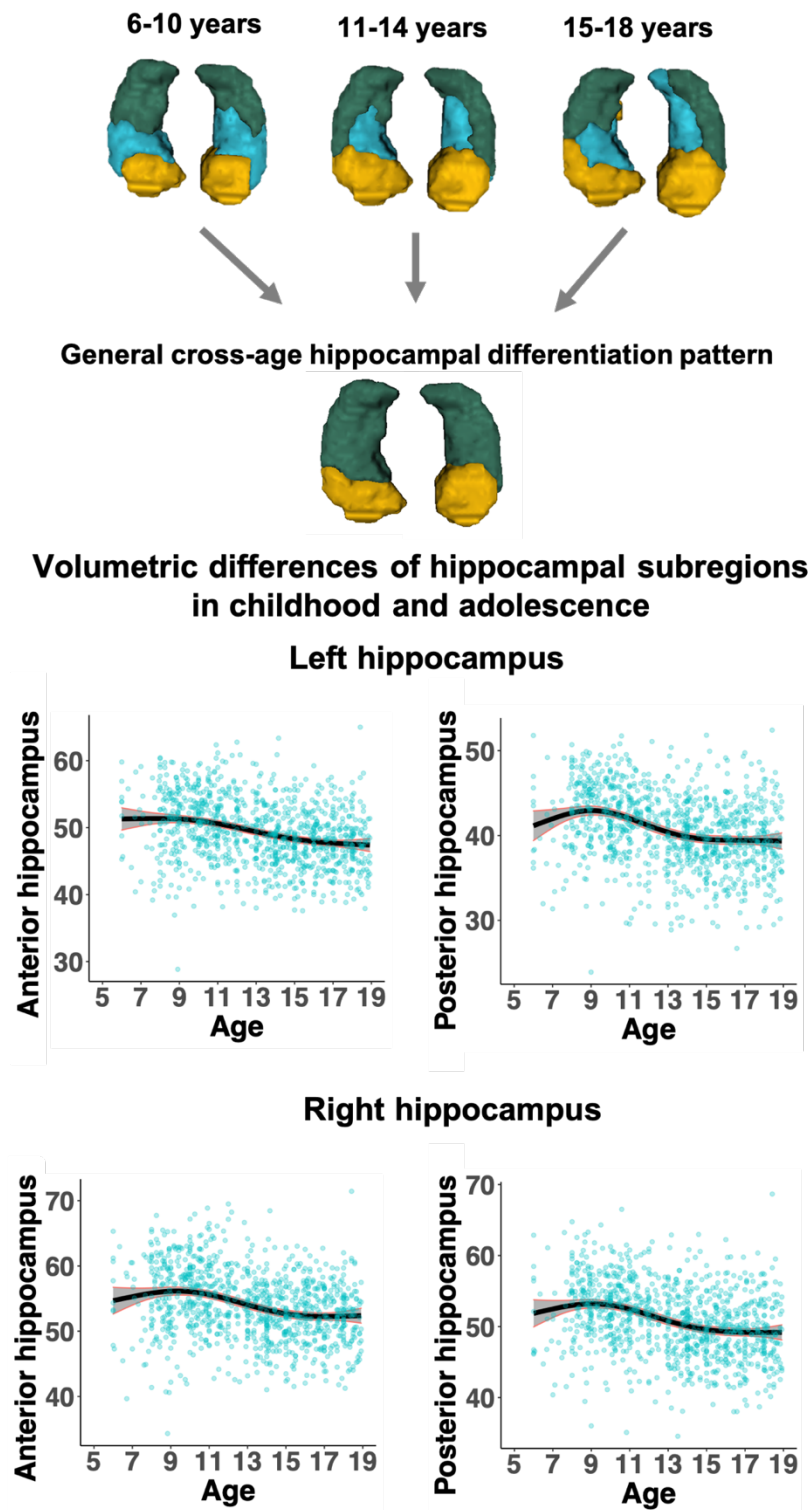 6-10 years
11-14 years
15-18 years
General cross-age hippocampal differentiation pattern
Volumetric differences of hippocampal subregions
in childhood and adolescence
Left hippocampus
Anterior hippocampus
60
50
40
30
5 7 9 11 13 15 17 19
Age
Posterior hippocampus
50
40
30
5 7 9 11 13 15 17 19
Age
Right hippocampus
Anterior hippocampus
70
60
50
40
5 7 9 11 13 15 17 19
Age
Posterior hippocampus
70
60
50
40
5 7 9 11 13 15 17 19
Age